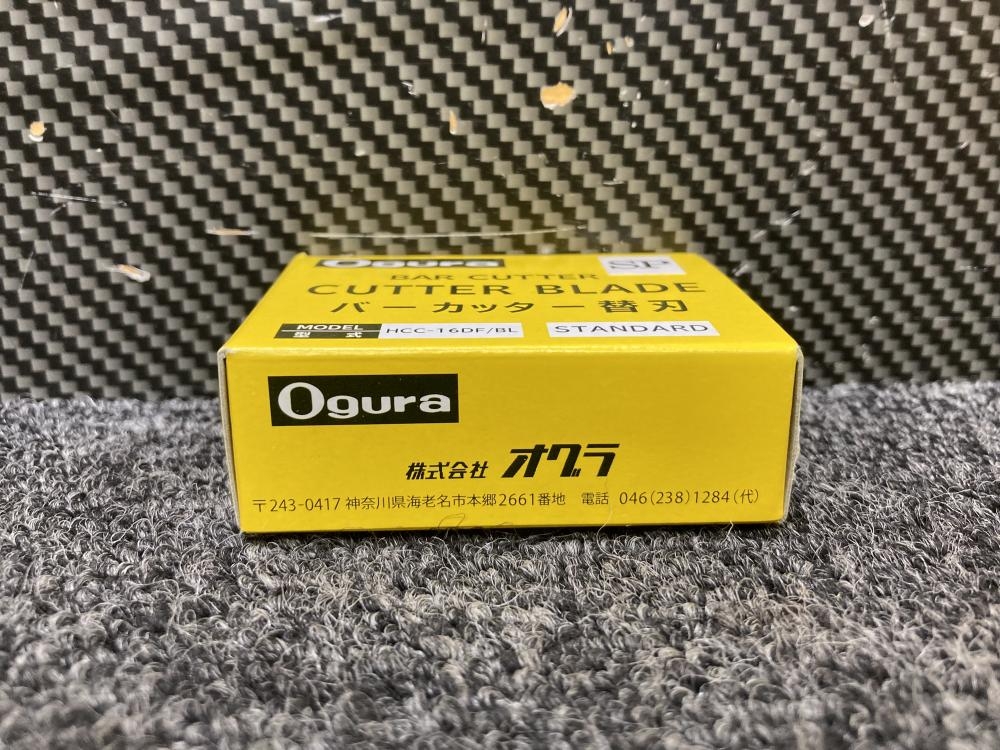 Ogura SP
BAR CUTTER
CUTTER BLADE
バーカッター替刃
MODEL
型式 HCC-16DF/BL STANDARD
Ogura
株式会社 オグラ
〒243-0417 神奈川県海老名市本郷2661番地 電話 046(238)1284(代)